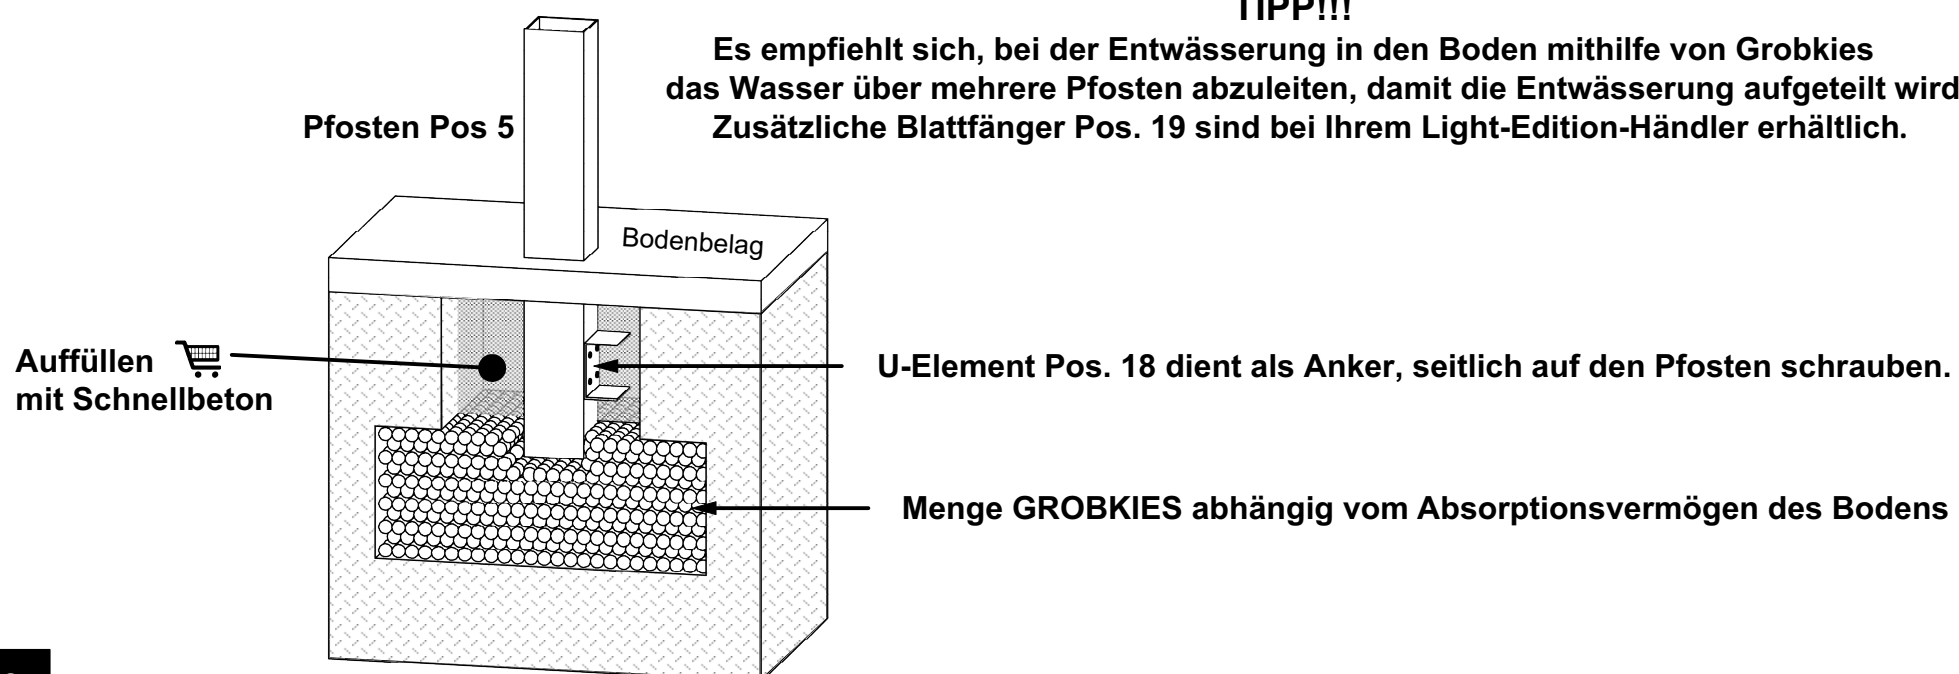 TIPP!!!
Es empfiehlt sich, bei der Entwässerung in den Boden mithilfe von Grobkies
das Wasser über mehrere Pfosten abzuleiten, damit die Entwässerung aufgeteilt wird
Zusätzliche Blattfänger Pos. 19 sind bei Ihrem Light-Edition-Händler erhältlich.
Pfosten Pos 5
Bodenbelag
Auffüllen
mit Schnellbeton
U-Element Pos. 18 dient als Anker, seitlich auf den Pfosten schrauben.
Menge GROBKIES abhängig vom Absorptionsvermögen des Bodens